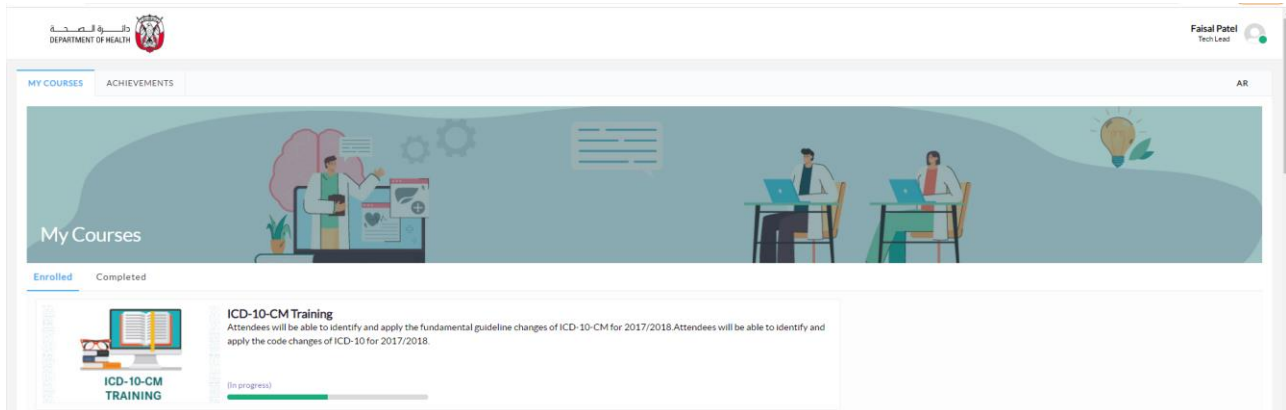 دائـــــرة الـــصـــحـــة
DEPARTMENT OF HEALTH
Faisal Patel
Tech Lead
MY COURSES
ACHIEVEMENTS
AR
My Courses
Enrolled
Completed
ICD-10-CM Training
Attendees will be able to identify and apply the fundamental guideline changes of ICD-10-CM for 2017/2018.Attendees will be able to identify and
apply the code changes of ICD-10 for 2017/2018.
(In progress)
ICD-10-CM
TRAINING